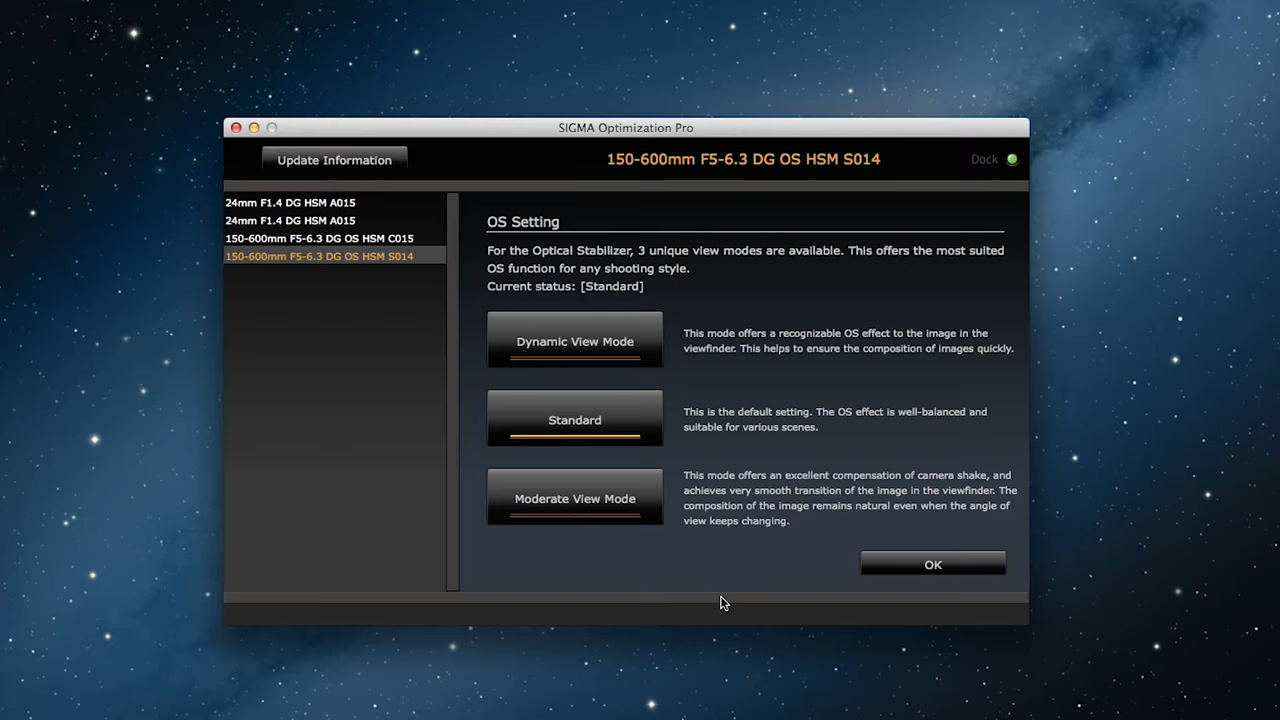 SIGMA Optimization Pro
Update Information
150-600mm F5-6.3 DG OS HSM S014
Dock
24mm F1.4 DG HSM A015
24mm F1.4 DG HSM A015
150-600mm F5-6.3 DG OS HSM C015
150-600mm F5-6.3 DG OS HSM S014
OS Setting
For the Optical Stabilizer, 3 unique view modes are available. This offers the most suited
OS function for any shooting style.
Current status: [Standard]
Dynamic View Mode
This mode offers a recognizable OS effect to the image in the
viewfinder. This helps to ensure the composition of images quickly.
Standard
This is the default setting. The OS effect is well-balanced and
suitable for various scenes.
Moderate View Mode
This mode offers an excellent compensation of camera shake, and
achieves very smooth transition of the image in the viewfinder. The
composition of the image remains natural even when the angle of
view keeps changing.
OK